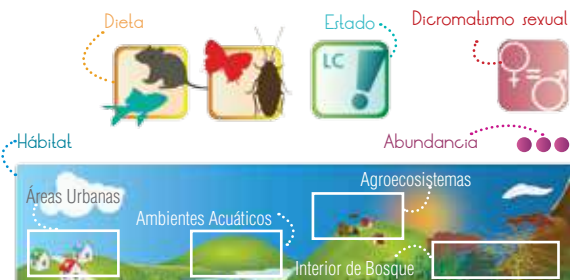 Dieta
Estado
Dicromatismo sexual
LC
Hábitat
Abundancia
Áreas Urbanas
Ambientes Acuáticos
Agroecosistemas
Interior de Bosque